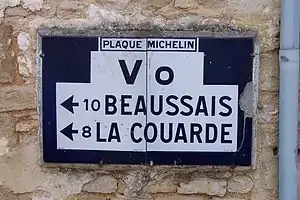 PLAQUE MICHELIN
Vo
← 10 BEAUSSAIS
← 8 LA COUARDE